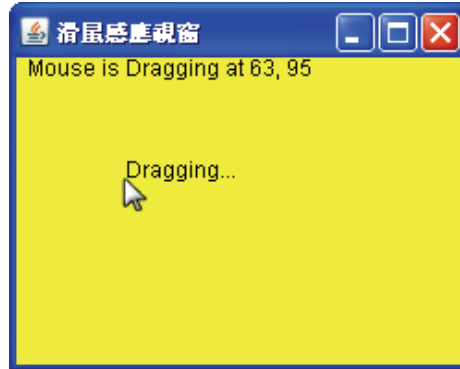 滑鼠感應視窗
Mouse is Dragging at 63, 95
Dragging...